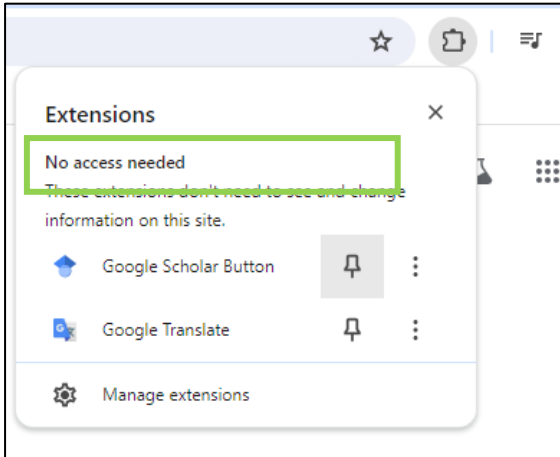 Extensions
No access needed
These extensions don't need to see and change
information on this site.
Google Scholar Button
Google Translate
Manage extensions